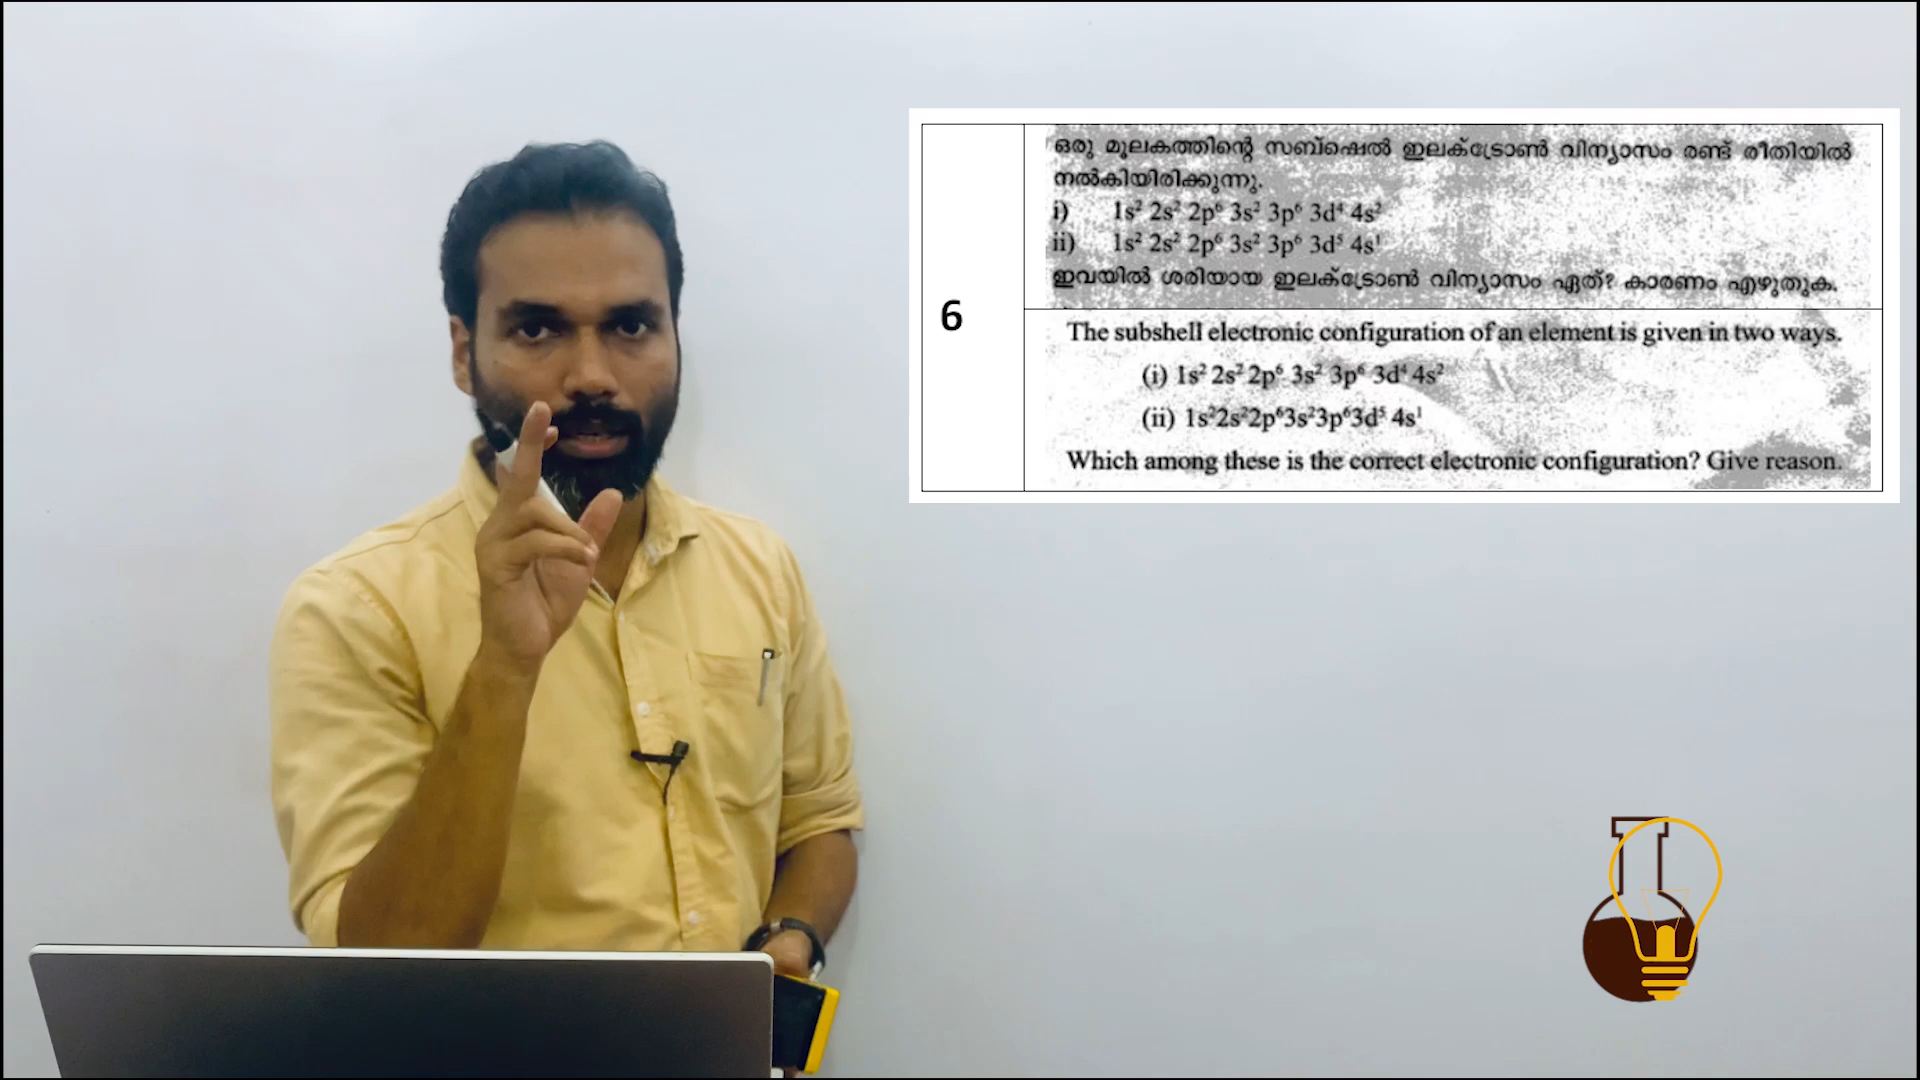 6
ഒരു മൂലകത്തിന്റെ സബ്ഷെൽ ഇലക്ട്രോൺ വിന്യാസം രണ്ട് രീതിയിൽ
നൽകിയിരിക്കുന്നു.
i) 1s² 2s² 2p⁶ 3s² 3p⁶ 3d⁴ 4s²
ii) 1s² 2s² 2p⁶ 3s² 3p⁶ 3d⁵ 4s¹
ഇവയിൽ ശരിയായ ഇലക്ട്രോൺ വിന്യാസം ഏത്? കാരണം എഴുതുക.
The subshell electronic configuration of an element is given in two ways.
(i) 1s² 2s² 2p⁶ 3s² 3p⁶ 3d⁴ 4s²
(ii) 1s²2s²2p⁶3s²3p⁶3d⁵ 4s¹
Which among these is the correct electronic configuration? Give reason.